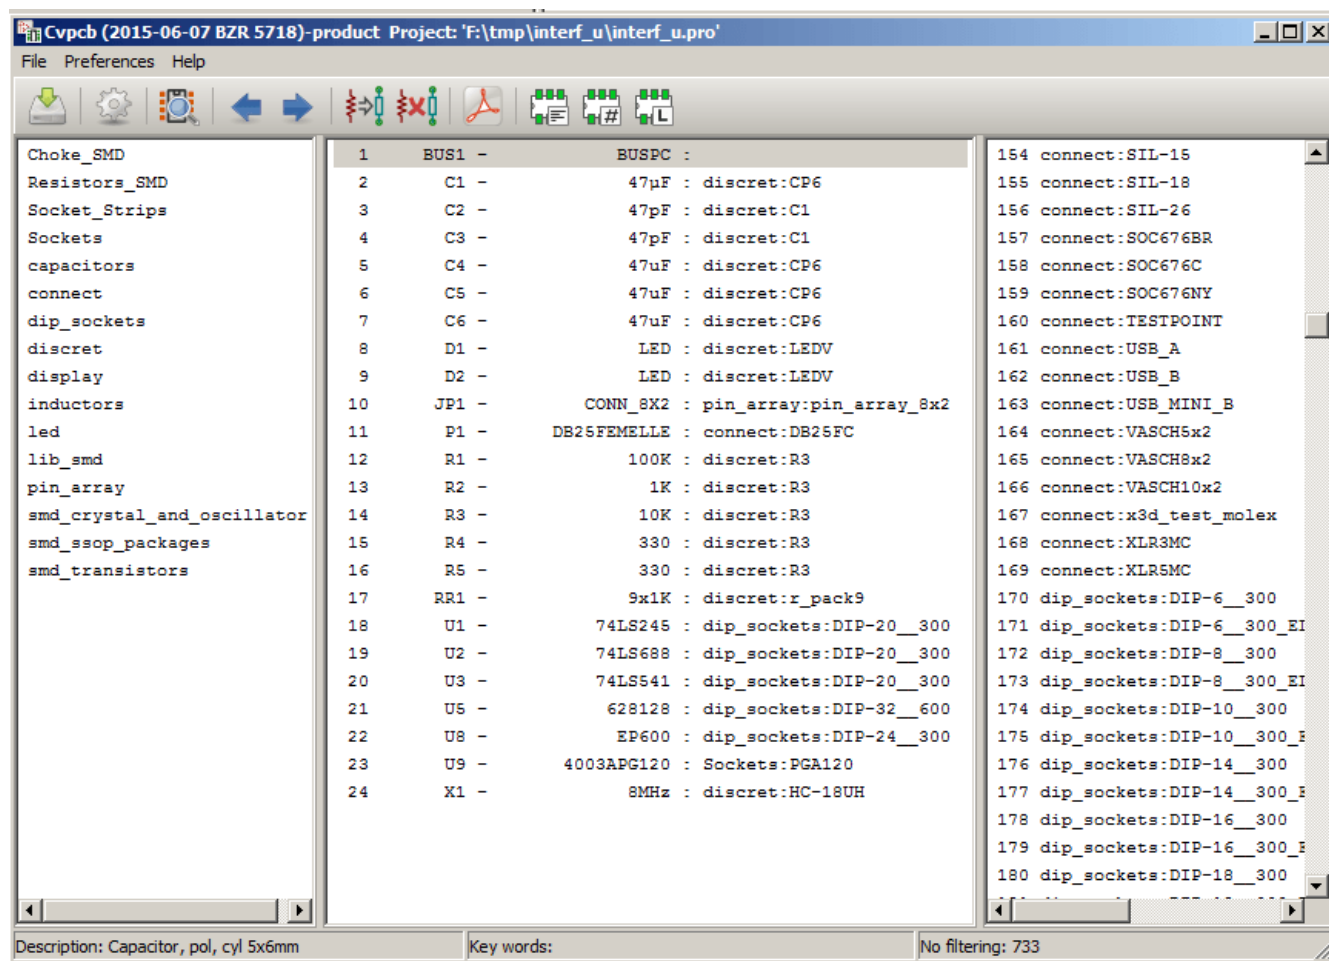 Cvpcb (2015-06-07 BZR 5718)-product Project: 'F:\tmp\interf_u\interf_u.pro'
File Preferences Help
Choke_SMD
Resistors_SMD
Socket_Strips
Sockets
capacitors
connect
dip_sockets
discret
display
inductors
led
lib_smd
pin_array
smd_crystal_and_oscillator
smd_ssop_packages
smd_transistors
1 BUS1 - BUSPC :
2 C1 - 47µF : discret:CP6
3 C2 - 47pF : discret:C1
4 C3 - 47pF : discret:C1
5 C4 - 47uF : discret:CP6
6 C5 - 47uF : discret:CP6
7 C6 - 47uF : discret:CP6
8 D1 - LED : discret:LEDV
9 D2 - LED : discret:LEDV
10 JP1 - CONN_8X2 : pin_array:pin_array_8x2
11 P1 - DB25FEMELLE : connect:DB25FC
12 R1 - 100K : discret:R3
13 R2 - 1K : discret:R3
14 R3 - 10K : discret:R3
15 R4 - 330 : discret:R3
16 R5 - 330 : discret:R3
17 RR1 - 9x1K : discret:r_pack9
18 U1 - 74LS245 : dip_sockets:DIP-20__300
19 U2 - 74LS688 : dip_sockets:DIP-20__300
20 U3 - 74LS541 : dip_sockets:DIP-20__300
21 U5 - 628128 : dip_sockets:DIP-32__600
22 U8 - EP600 : dip_sockets:DIP-24__300
23 U9 - 4003APG120 : Sockets:PGA120
24 X1 - 8MHz : discret:HC-18UH
154 connect:SIL-15
155 connect:SIL-18
156 connect:SIL-26
157 connect:SOC676BR
158 connect:SOC676C
159 connect:SOC676NY
160 connect:TESTPOINT
161 connect:USB_A
162 connect:USB_B
163 connect:USB_MINI_B
164 connect:VASCH5x2
165 connect:VASCH8x2
166 connect:VASCH10x2
167 connect:x3d_test_molex
168 connect:XLR3MC
169 connect:XLR5MC
170 dip_sockets:DIP-6__300
171 dip_sockets:DIP-6__300_El
172 dip_sockets:DIP-8__300
173 dip_sockets:DIP-8__300_El
174 dip_sockets:DIP-10__300
175 dip_sockets:DIP-10__300_E
176 dip_sockets:DIP-14__300
177 dip_sockets:DIP-14__300_E
178 dip_sockets:DIP-16__300
179 dip_sockets:DIP-16__300_E
180 dip_sockets:DIP-18__300
Description: Capacitor, pol, cyl 5x6mm
Key words:
No filtering: 733